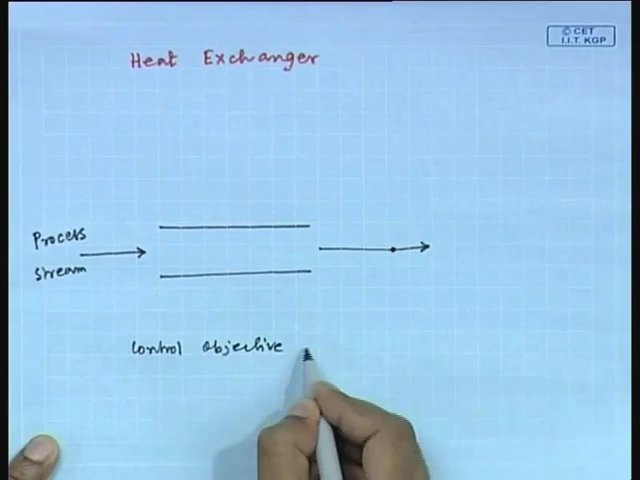 © CET
I.I.T. KGP
Heat Exchanger
Process
Stream
Control Objective